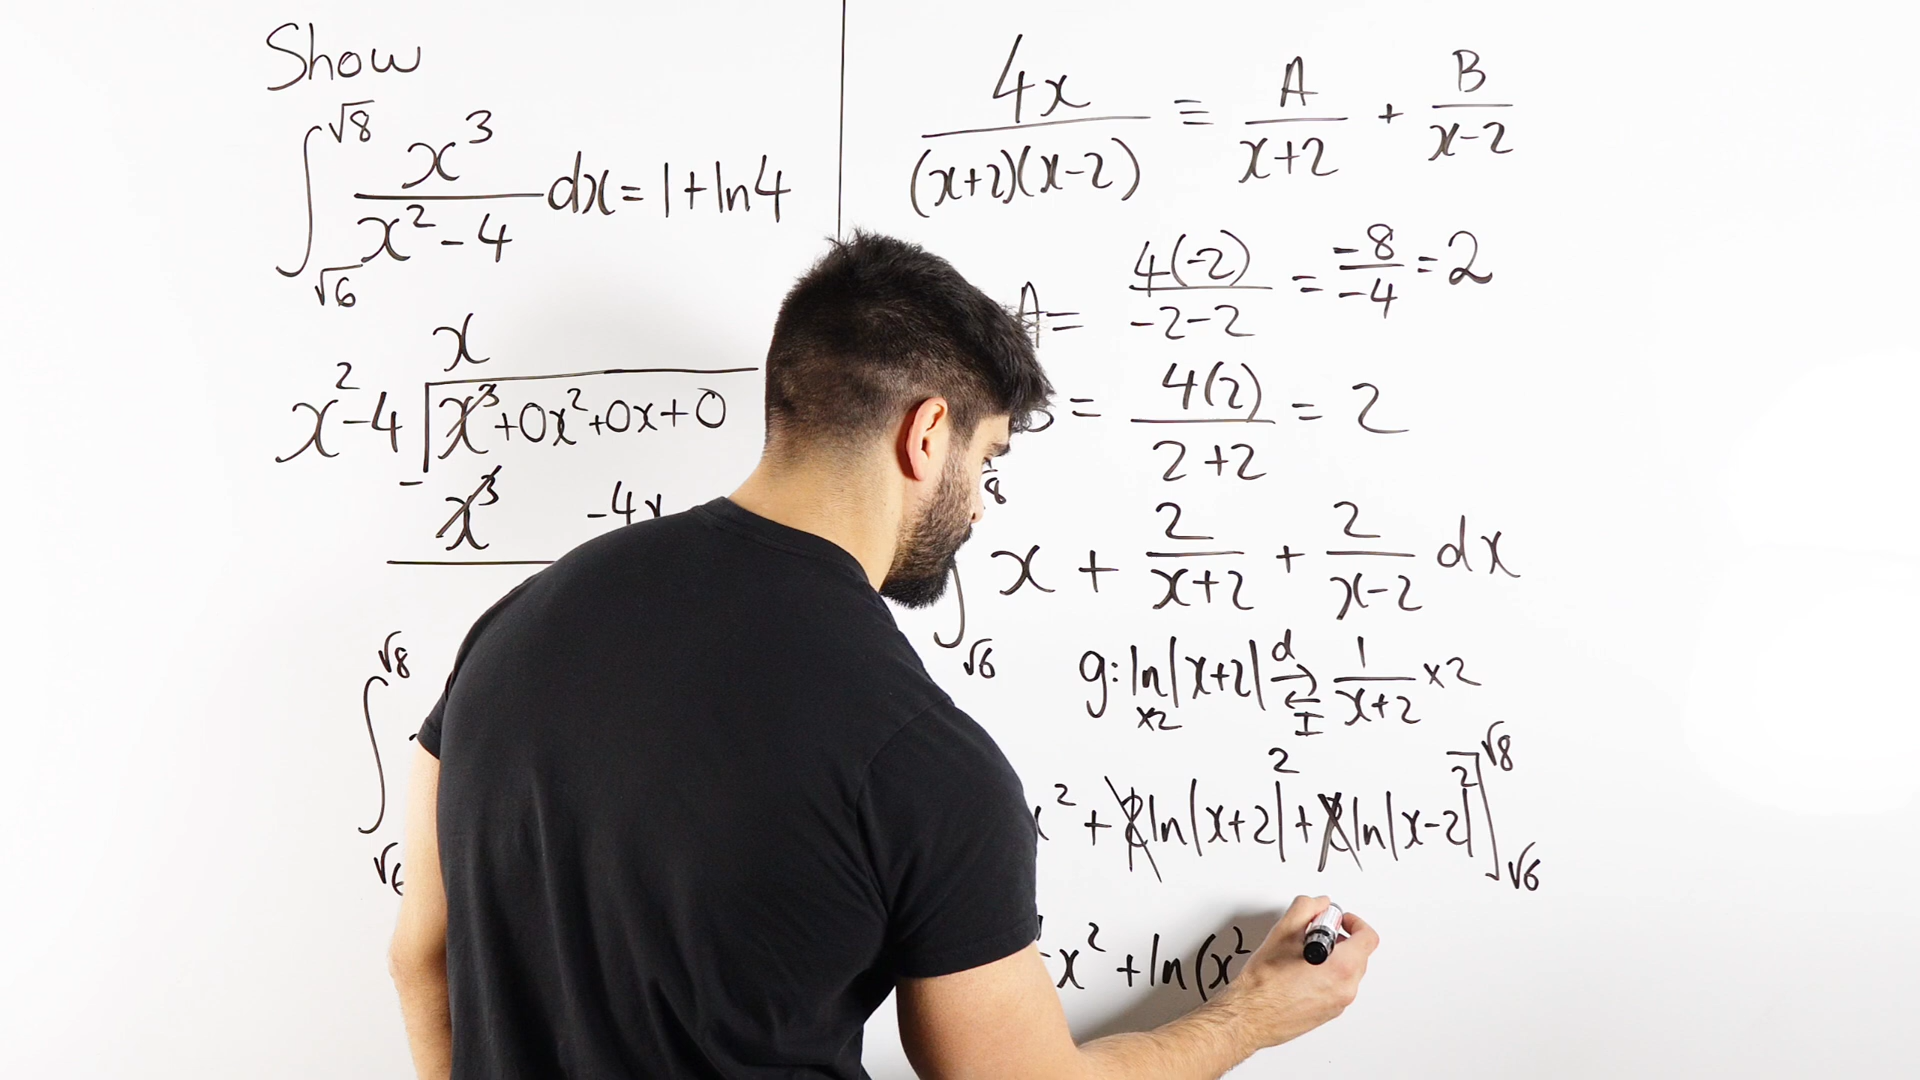 Show
∫_√6^√8 x³/(x²-4) dx = 1+ln4
x
x²-4 | x³+0x²+0x+0
- x³ -4x
√8
∫
√6
4x/((x+2)(x-2)) ≡ A/(x+2) + B/(x-2)
A= 4(-2)/(-2-2) = -8/-4 = 2
= 4(2)/(2+2) = 2
∫_√6^8 x + 2/(x+2) + 2/(x-2) dx
g: ln|x+2| d⇌I 1/(x+2) ×2
×2
x² + 2ln|x+2|² + 2ln|x-2|²]_√6^√8
x² + ln(x²